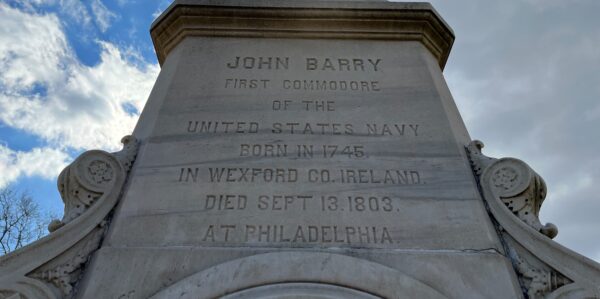 JOHN BARRY
FIRST COMMODORE
OF THE
UNITED STATES NAVY
BORN IN 1745.
IN WEXFORD CO. IRELAND.
DIED SEPT 13. 1803.
AT PHILADELPHIA.